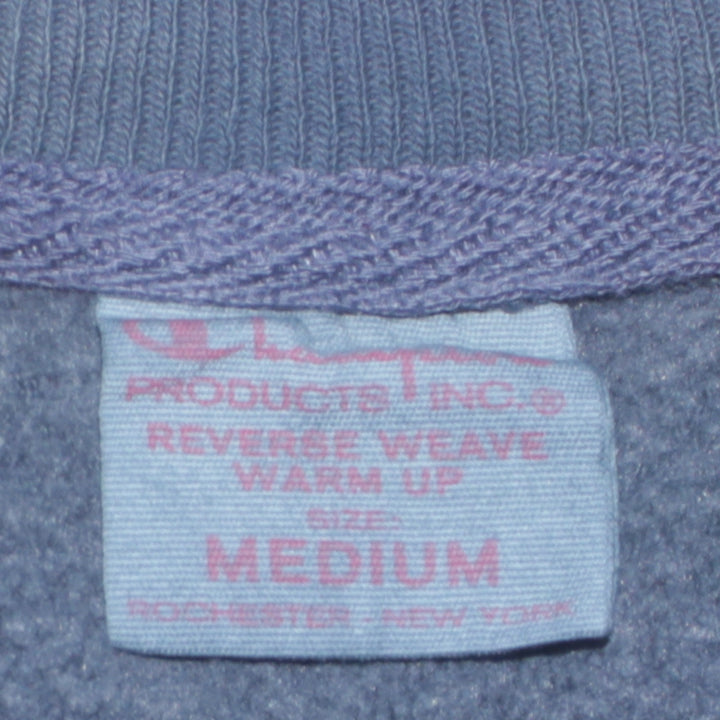 Champion
PRODUCTS INC.®
REVERSE WEAVE
WARM UP
SIZE:
MEDIUM
ROCHESTER - NEW YORK